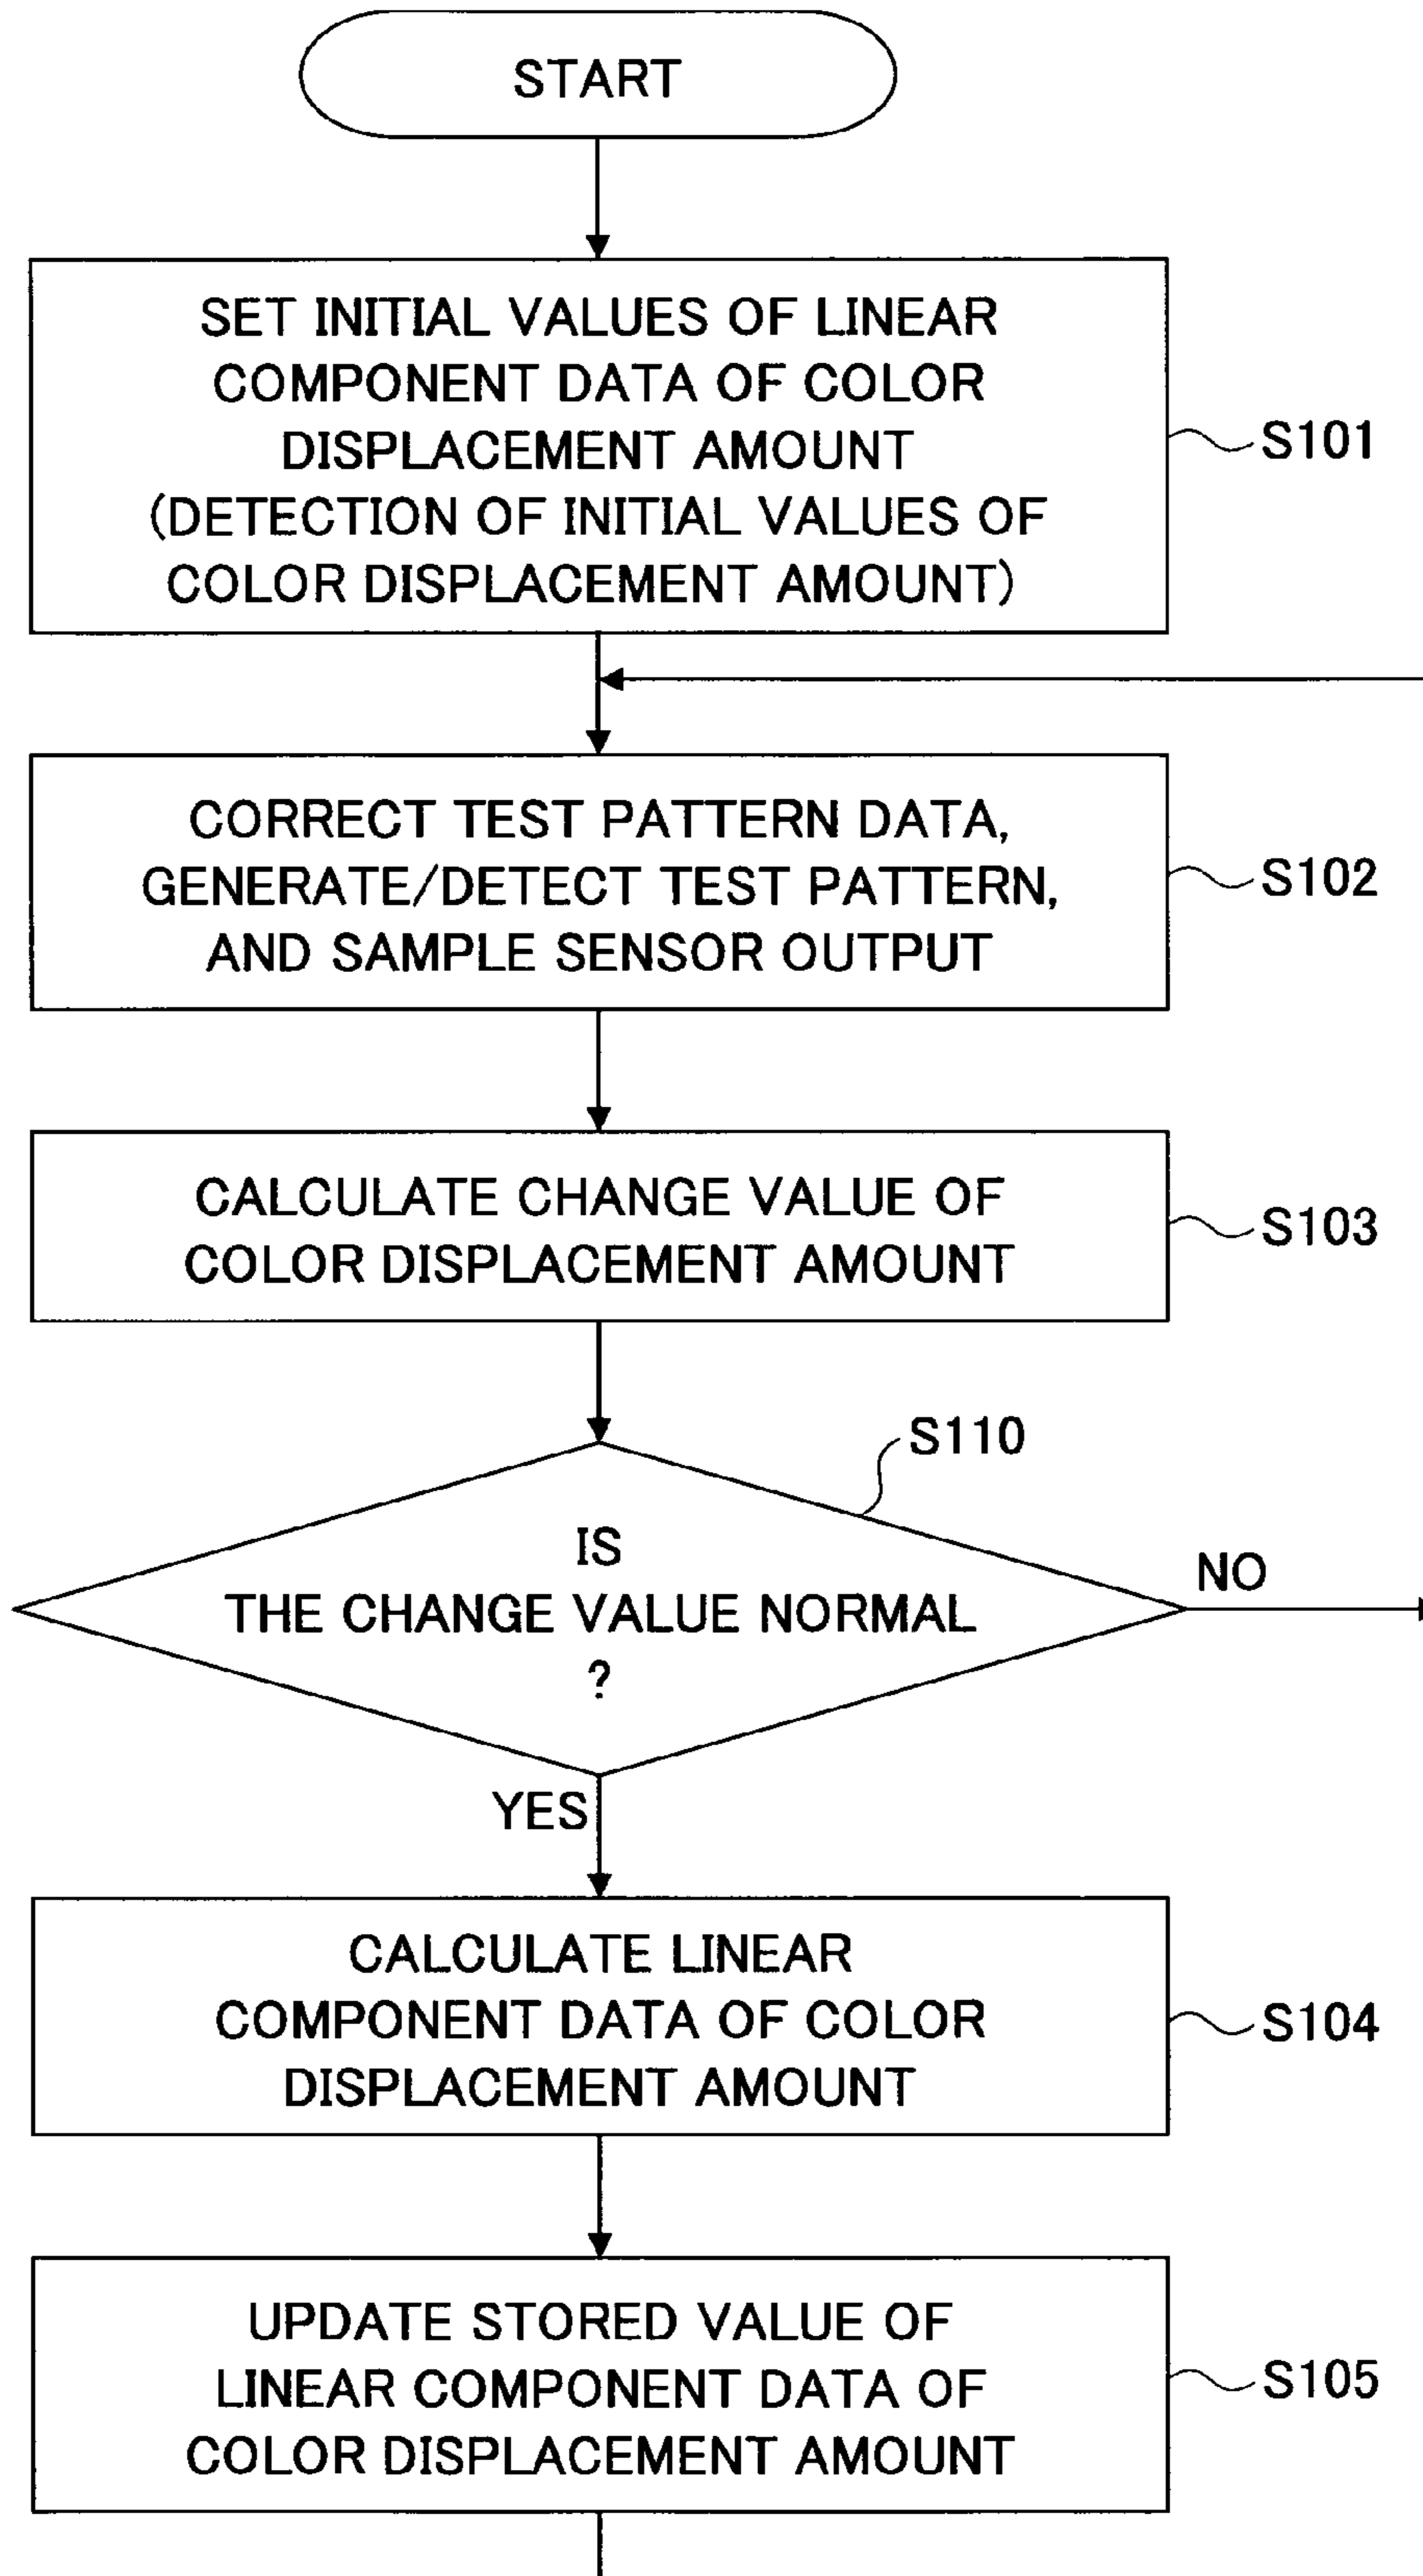 START
SET INITIAL VALUES OF LINEAR
COMPONENT DATA OF COLOR
DISPLACEMENT AMOUNT
(DETECTION OF INITIAL VALUES OF
COLOR DISPLACEMENT AMOUNT)
S101
CORRECT TEST PATTERN DATA,
GENERATE/DETECT TEST PATTERN,
AND SAMPLE SENSOR OUTPUT
S102
CALCULATE CHANGE VALUE OF
COLOR DISPLACEMENT AMOUNT
S103
S110
IS
THE CHANGE VALUE NORMAL
?
NO
YES
CALCULATE LINEAR
COMPONENT DATA OF COLOR
DISPLACEMENT AMOUNT
S104
UPDATE STORED VALUE OF
LINEAR COMPONENT DATA OF
COLOR DISPLACEMENT AMOUNT
S105